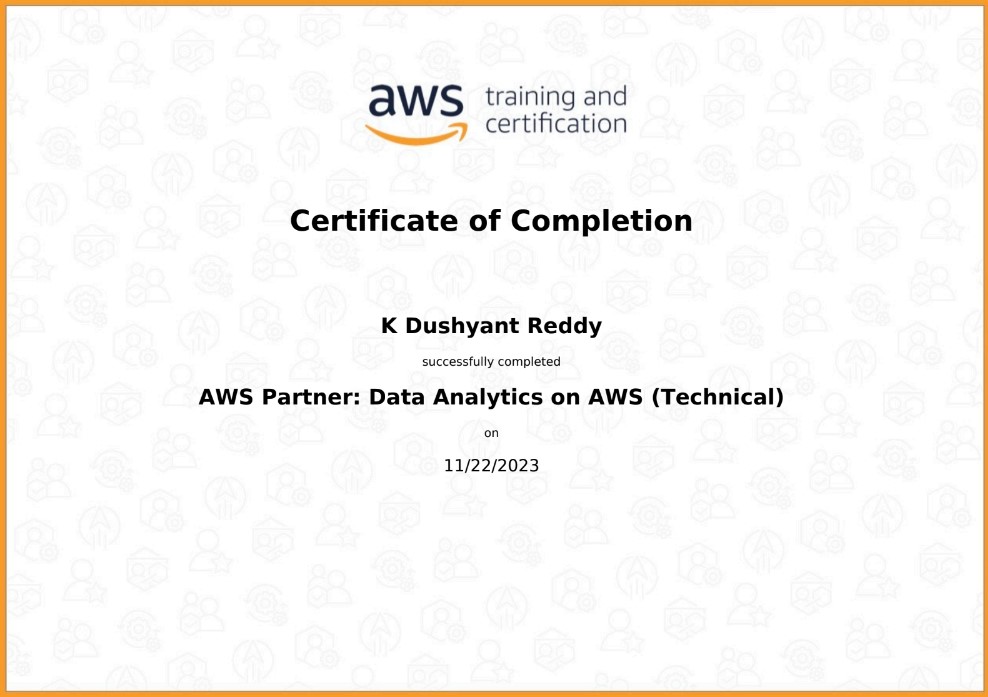 aws training and
certification
Certificate of Completion
K Dushyant Reddy
successfully completed
AWS Partner: Data Analytics on AWS (Technical)
on
11/22/2023